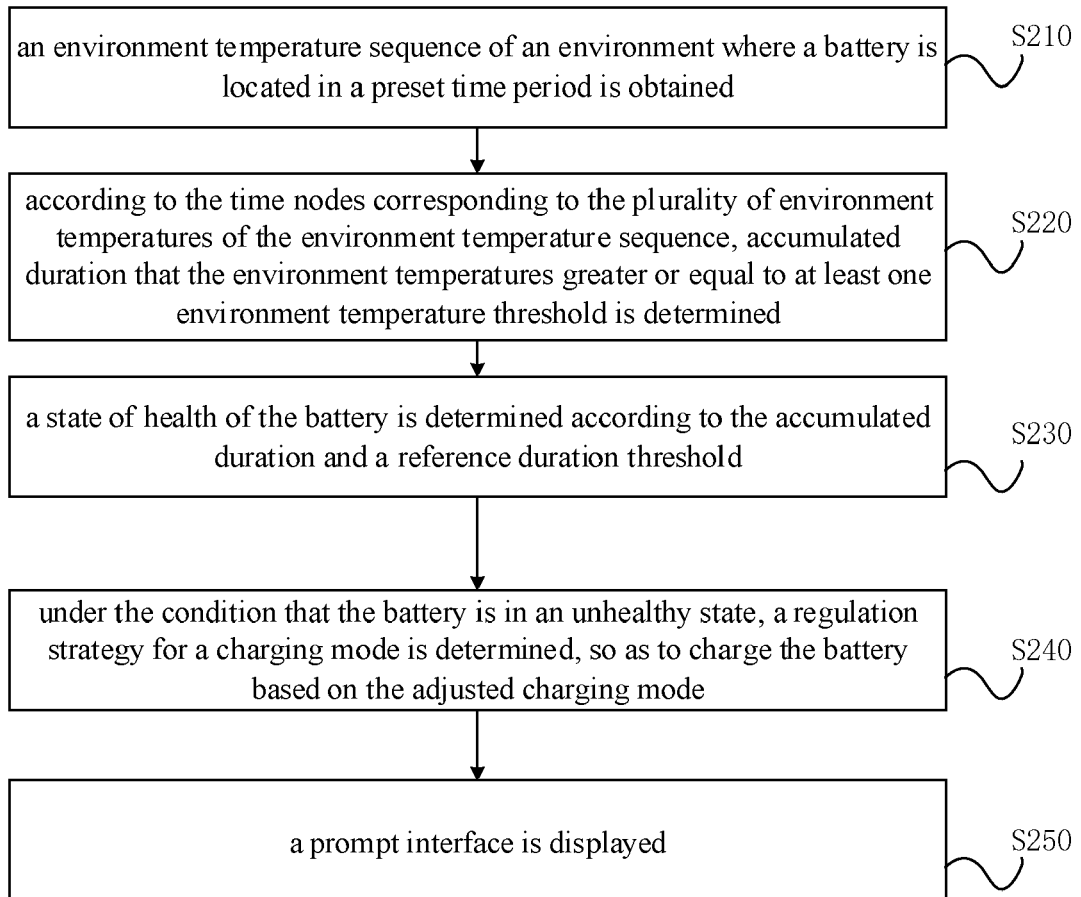 an environment temperature sequence of an environment where a battery is
located in a preset time period is obtained
S210
according to the time nodes corresponding to the plurality of environment
temperatures of the environment temperature sequence, accumulated
duration that the environment temperatures greater or equal to at least one
environment temperature threshold is determined
S220
a state of health of the battery is determined according to the accumulated
duration and a reference duration threshold
S230
under the condition that the battery is in an unhealthy state, a regulation
strategy for a charging mode is determined, so as to charge the battery
based on the adjusted charging mode
S240
a prompt interface is displayed
S250